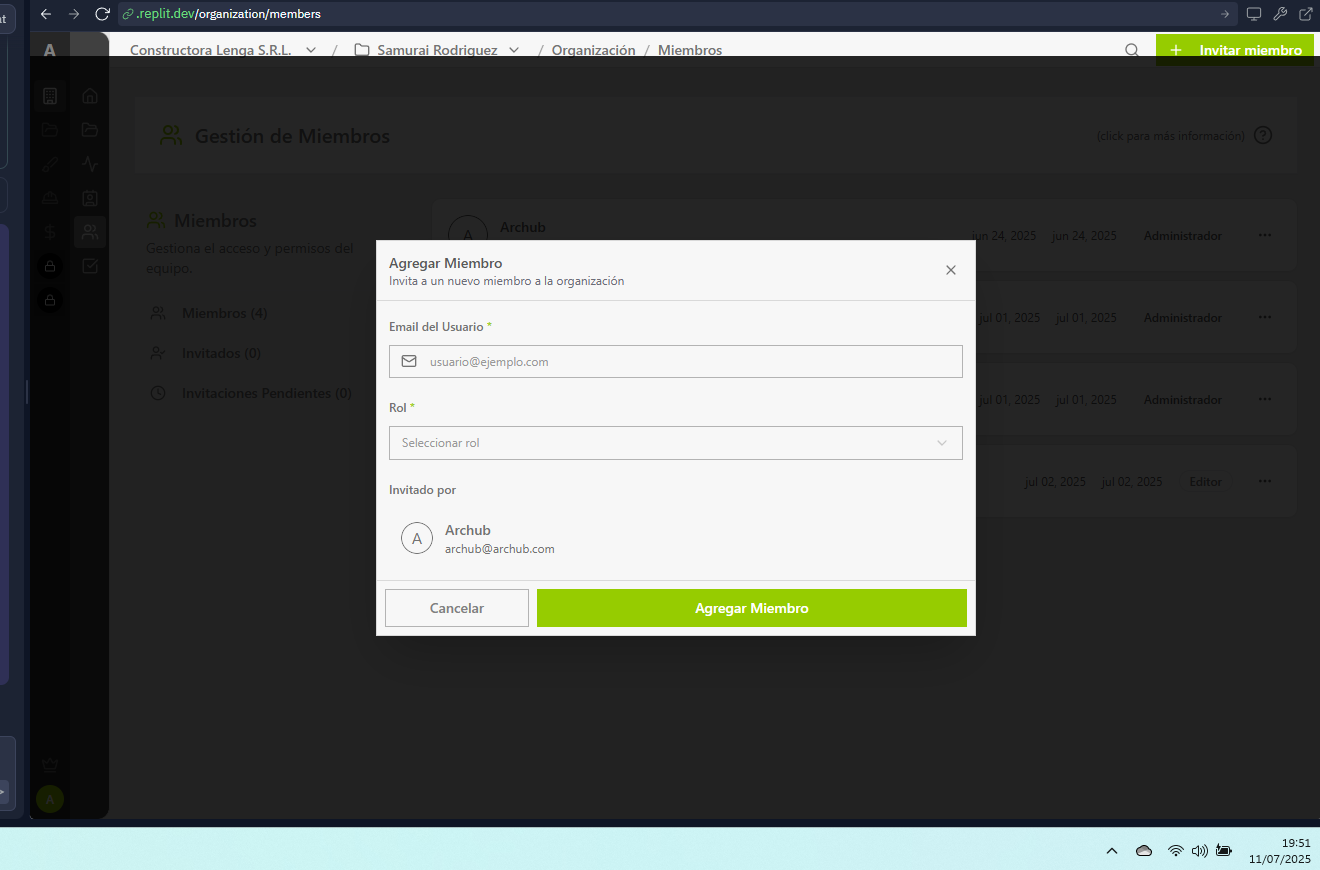 at
.replit.dev/organization/members
A
Constructora Lenga S.R.L. / Samurai Rodriguez / Organización / Miembros
+ Invitar miembro
Gestión de Miembros
(click para más información) ?
Miembros
Gestiona el acceso y permisos del
equipo.
Miembros (4)
Invitados (0)
Invitaciones Pendientes (0)
A
Archub
jun 24, 2025 jun 24, 2025 Administrador ...
jul 01, 2025 jul 01, 2025 Administrador ...
jul 01, 2025 jul 01, 2025 Administrador ...
jul 02, 2025 jul 02, 2025 Editor ...
Agregar Miembro
Invita a un nuevo miembro a la organización
Email del Usuario *
usuario@ejemplo.com
Rol *
Seleccionar rol
Invitado por
A
Archub
archub@archub.com
Cancelar
Agregar Miembro
$
A
19:51
11/07/2025